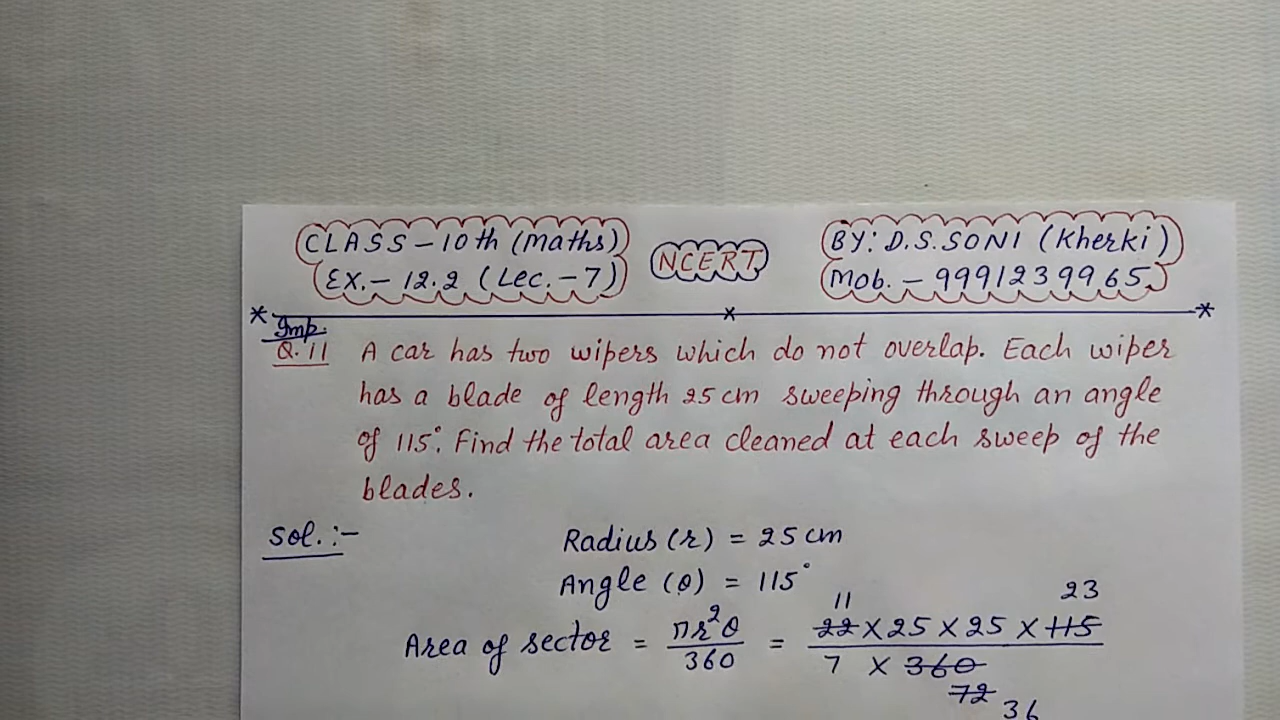 CLASS - 10th (Maths)
EX. - 12.2 (Lec. - 7)
NCERT
BY: D.S.SONI (Kherki)
Mob. - 9991239965
Imp.
Q.11 A car has two wipers which do not overlap. Each wiper
has a blade of length 25 cm sweeping through an angle
of 115°. Find the total area cleaned at each sweep of the
blades.
Sol.:-
Radius (r) = 25 cm
Angle (θ) = 115°
11 23
Area of sector = πr²θ/360 = 22 × 25 × 25 × 115 / 7 × 360
72
36